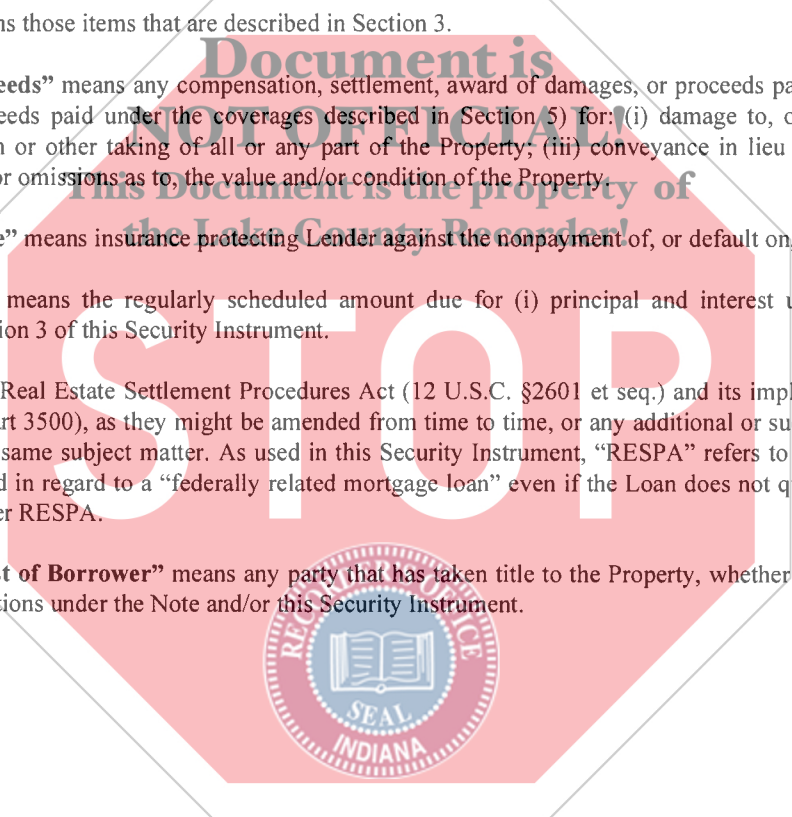 ns those items that are described in Section 3.
Document is
eeds” means any compensation, settlement, award of damages, or proceeds pa
eeds paid under the coverages described in Section 5) for: (i) damage to, o
NOT OFFICIAL!
n or other taking of all or any part of the Property; (iii) conveyance in lieu
or omissions as to, the value and/or condition of the Property.
This Document is the property of
the Lake County Recorder!
e” means insurance protecting Lender against the nonpayment of, or default on,
means the regularly scheduled amount due for (i) principal and interest u
ion 3 of this Security Instrument.
STOP
Real Estate Settlement Procedures Act (12 U.S.C. §2601 et seq.) and its impl
rt 3500), as they might be amended from time to time, or any additional or su
same subject matter. As used in this Security Instrument, “RESPA” refers to
d in regard to a “federally related mortgage loan” even if the Loan does not q
er RESPA.
t of Borrower” means any party that has taken title to the Property, whether
tions under the Note and/or this Security Instrument.
RECORDER'S OFFICE
SEAL
INDIANA